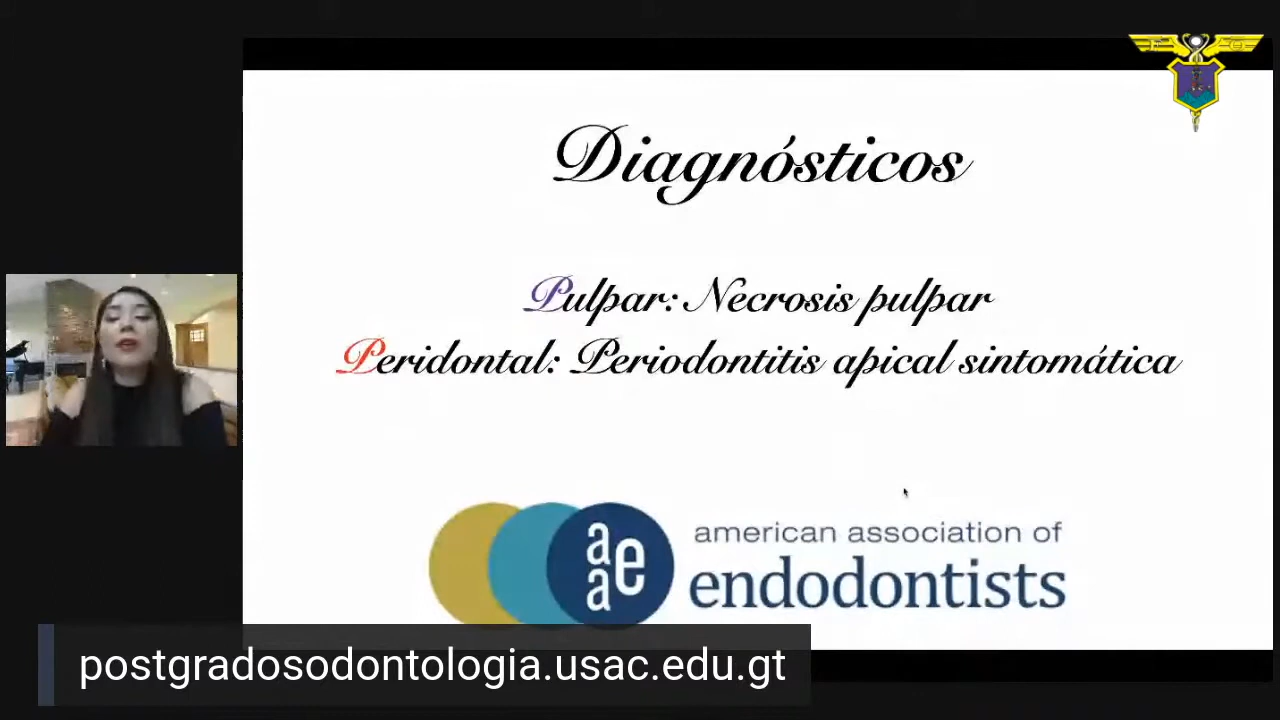 Diagnósticos
Pulpar: Necrosis pulpar
Peridontal: Periodontitis apical sintomática
aae
american association of
endodontists
postgradosodontologia.usac.edu.gt